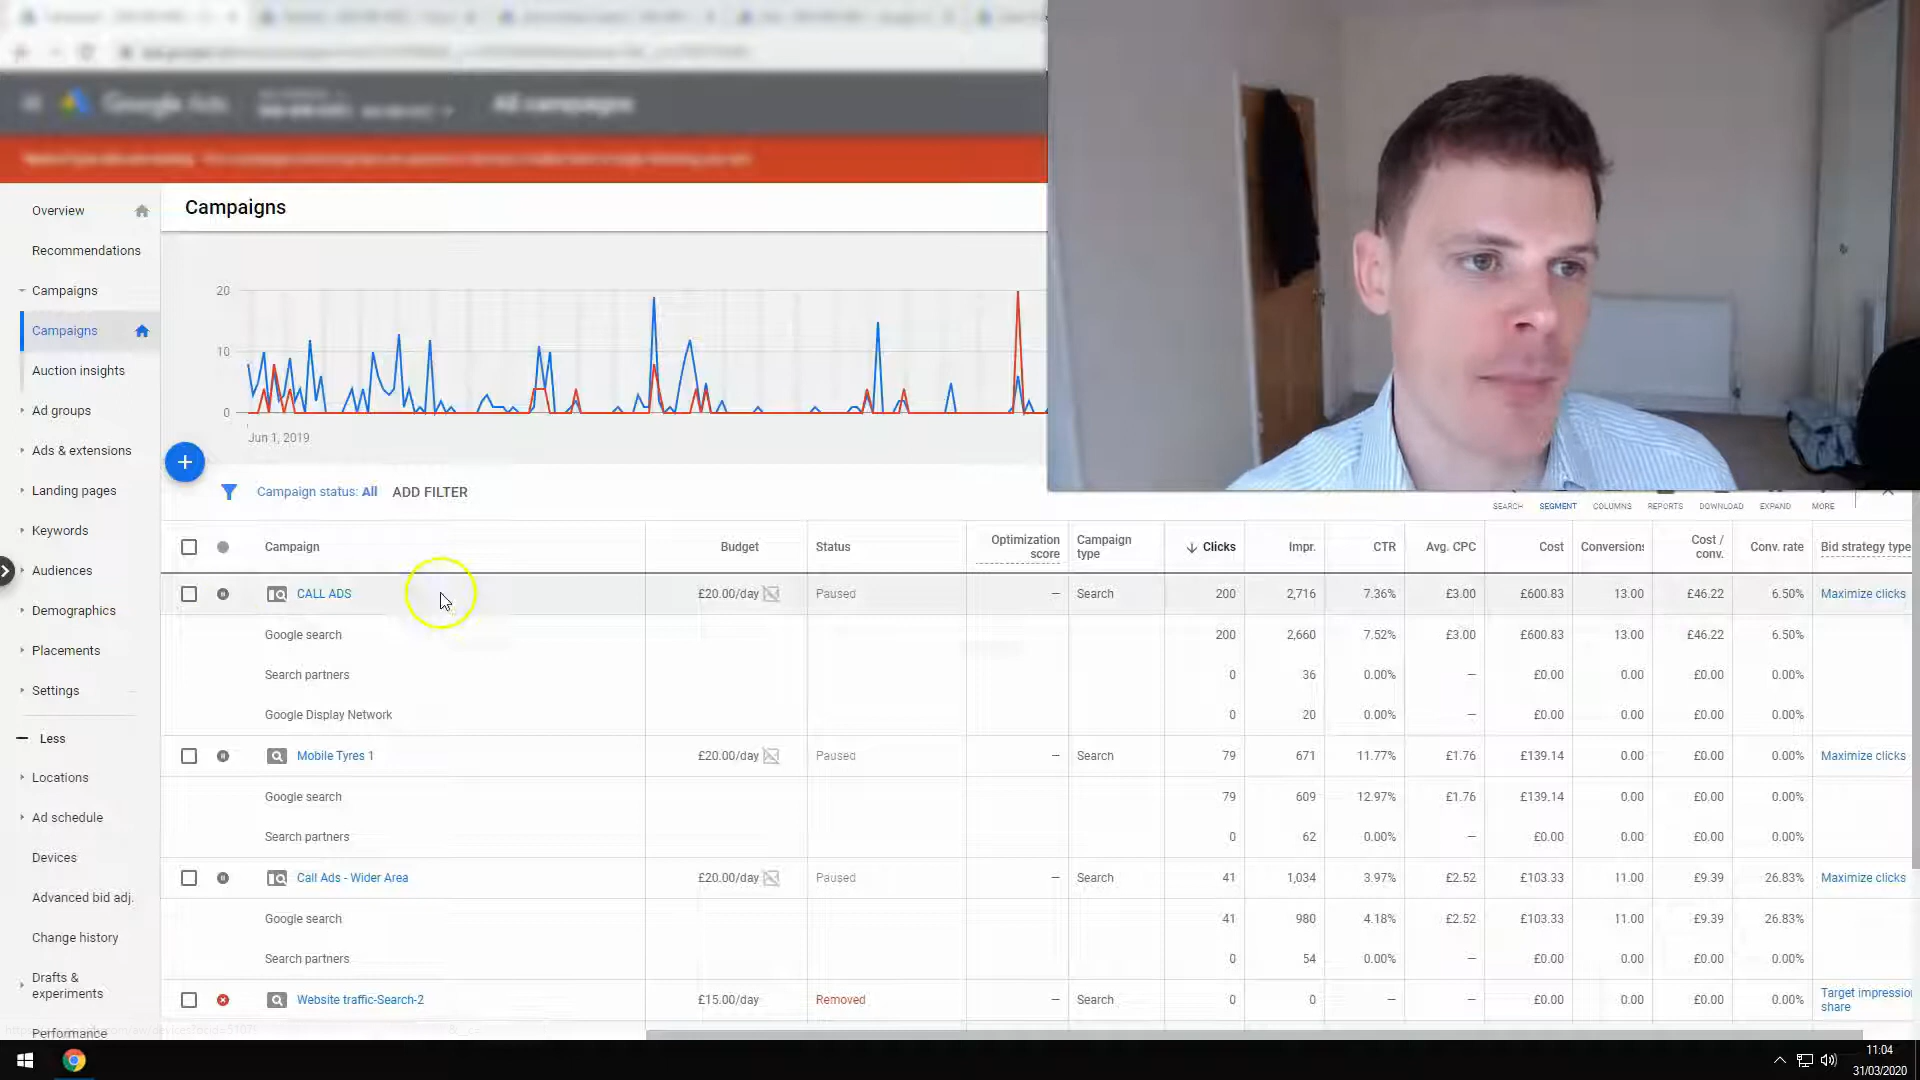 Google Ads
All campaigns
Overview
Recommendations
Campaigns
Campaigns
Auction insights
Ad groups
Ads & extensions
Landing pages
Keywords
Audiences
Demographics
Placements
Settings
Less
Locations
Ad schedule
Devices
Advanced bid adj.
Change history
Drafts &
experiments
Performance
Campaigns
20
10
0
Jun 1, 2019
Campaign status: All ADD FILTER
SEARCH SEGMENT COLUMNS REPORTS DOWNLOAD EXPAND MORE
Campaign Budget Status Optimization score Campaign type Clicks Impr. CTR Avg. CPC Cost Conversions Cost / conv. Conv. rate Bid strategy type
CALL ADS £20.00/day Paused — Search 200 2,716 7.36% £3.00 £600.83 13.00 £46.22 6.50% Maximize clicks
Google search 200 2,660 7.52% £3.00 £600.83 13.00 £46.22 6.50%
Search partners 0 36 0.00% — £0.00 0.00 £0.00 0.00%
Google Display Network 0 20 0.00% — £0.00 0.00 £0.00 0.00%
Mobile Tyres 1 £20.00/day Paused — Search 79 671 11.77% £1.76 £139.14 0.00 £0.00 0.00% Maximize clicks
Google search 79 609 12.97% £1.76 £139.14 0.00 £0.00 0.00%
Search partners 0 62 0.00% — £0.00 0.00 £0.00 0.00%
Call Ads - Wider Area £20.00/day Paused — Search 41 1,034 3.97% £2.52 £103.33 11.00 £9.39 26.83% Maximize clicks
Google search 41 980 4.18% £2.52 £103.33 11.00 £9.39 26.83%
Search partners 0 54 0.00% — £0.00 0.00 £0.00 0.00%
Website traffic-Search-2 £15.00/day Removed — Search 0 0 — — £0.00 0.00 £0.00 0.00% Target impression share
11:04
31/03/2020